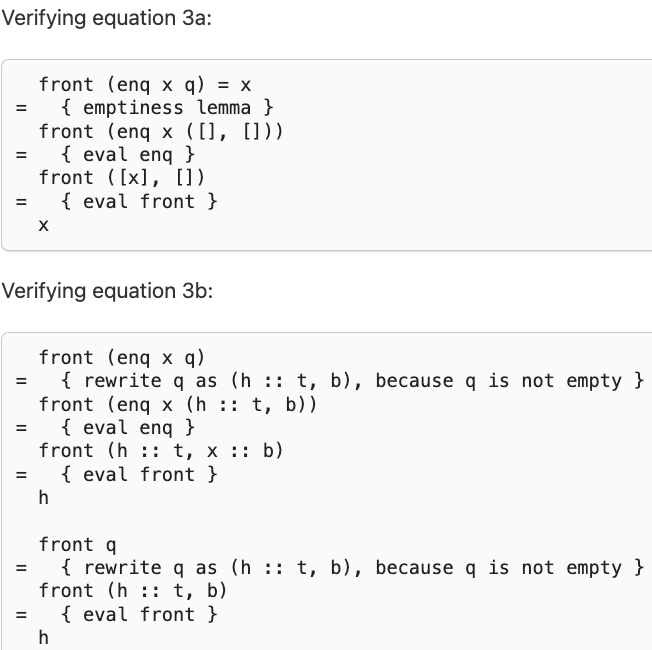 Verifying equation 3a:
front (enq x q) = x
= { emptiness lemma }
front (enq x ([], []))
= { eval enq }
front ([x], [])
= { eval front }
x
Verifying equation 3b:
front (enq x q)
= { rewrite q as (h :: t, b), because q is not empty }
front (enq x (h :: t, b))
= { eval enq }
front (h :: t, x :: b)
= { eval front }
h
front q
= { rewrite q as (h :: t, b), because q is not empty }
front (h :: t, b)
= { eval front }
h